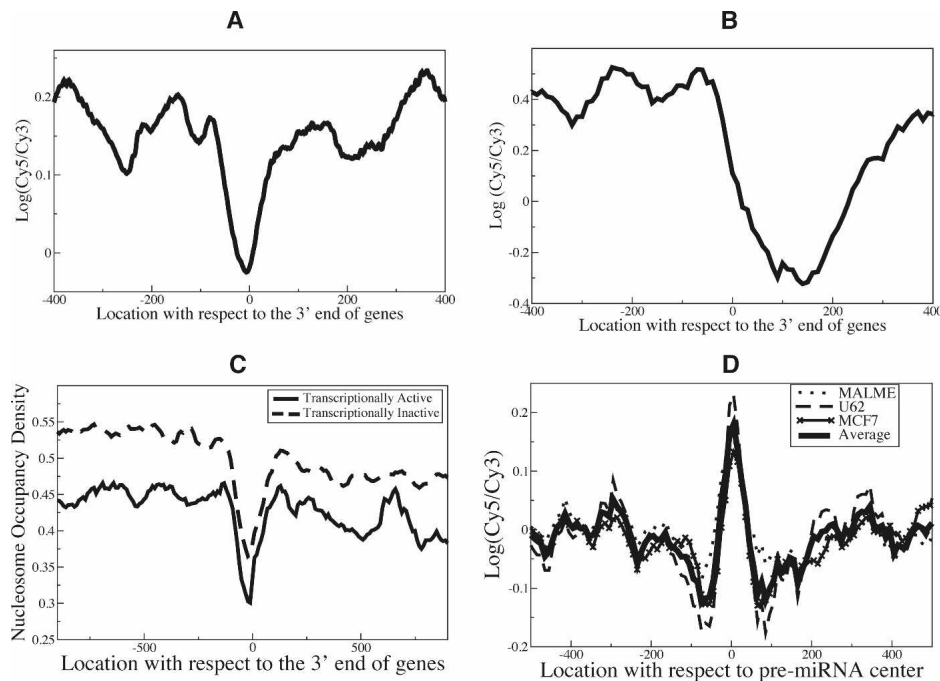 A
Log(Cy5/Cy3)
0.2
0.1
0
-400
-200
0
200
400
Location with respect to the 3' end of genes
B
Log (Cy5/Cy3)
0.4
0.2
0
-0.2
-0.4
-400
-200
0
200
400
Location with respect to the 3' end of genes
C
Nucleosome Occupancy Density
Transcriptionally Active
Transcriptionally Inactive
0.55
0.5
0.45
0.4
0.35
0.3
0.25
-500
0
500
Location with respect to the 3' end of genes
D
MALME
U62
MCF7
Average
Log(Cy5/Cy3)
0.2
0.1
0
-0.1
-0.2
-400
-200
0
200
400
Location with respect to pre-miRNA center